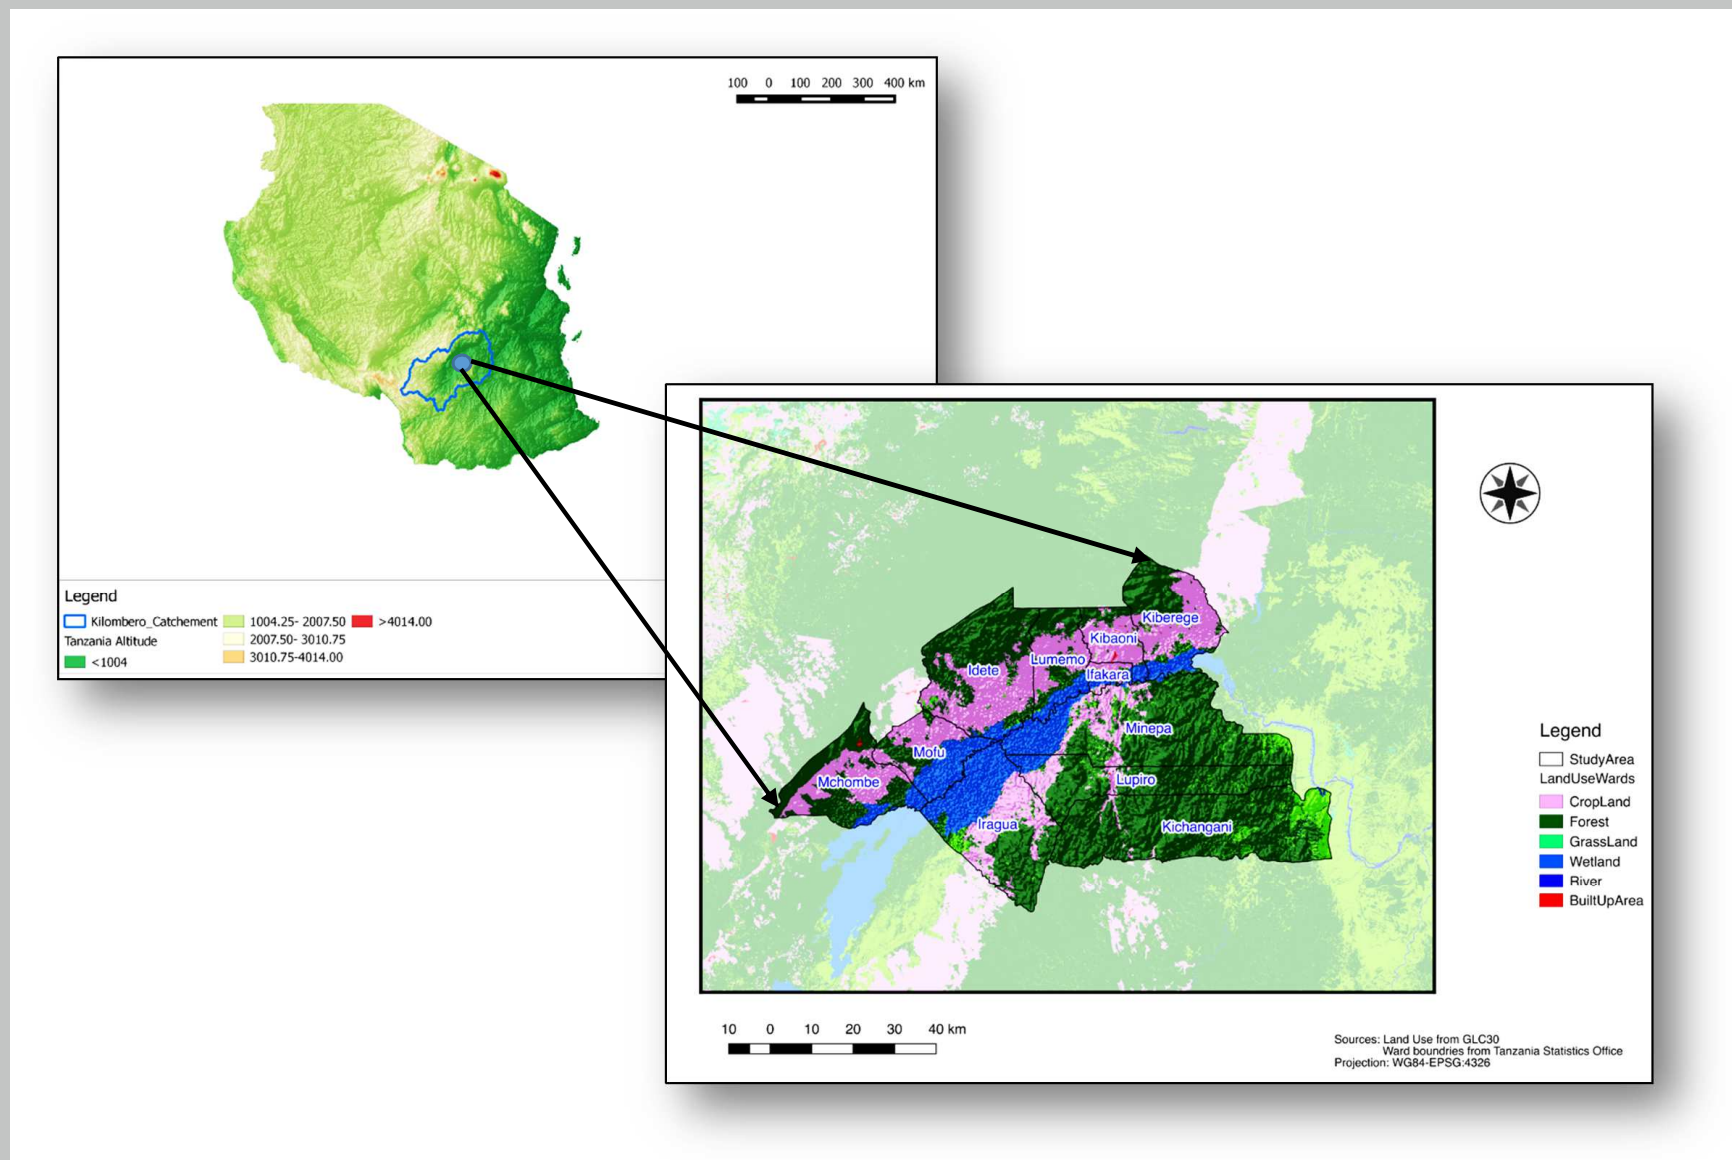 100 0 100 200 300 400 km
Legend
Kilombero_Catchement
Tanzania Altitude
<1004
1004.25- 2007.50
2007.50- 3010.75
3010.75-4014.00
>4014.00
Kiberege
Kibaoni
Lumemo
Idete
Ifakara
Minepa
Mofu
Lupiro
Mchombe
Iragua
Kichangani
Legend
StudyArea
LandUseWards
CropLand
Forest
GrassLand
Wetland
River
BuiltUpArea
10 0 10 20 30 40 km
Sources: Land Use from GLC30
Ward boundries from Tanzania Statistics Office
Projection: WG84-EPSG:4326